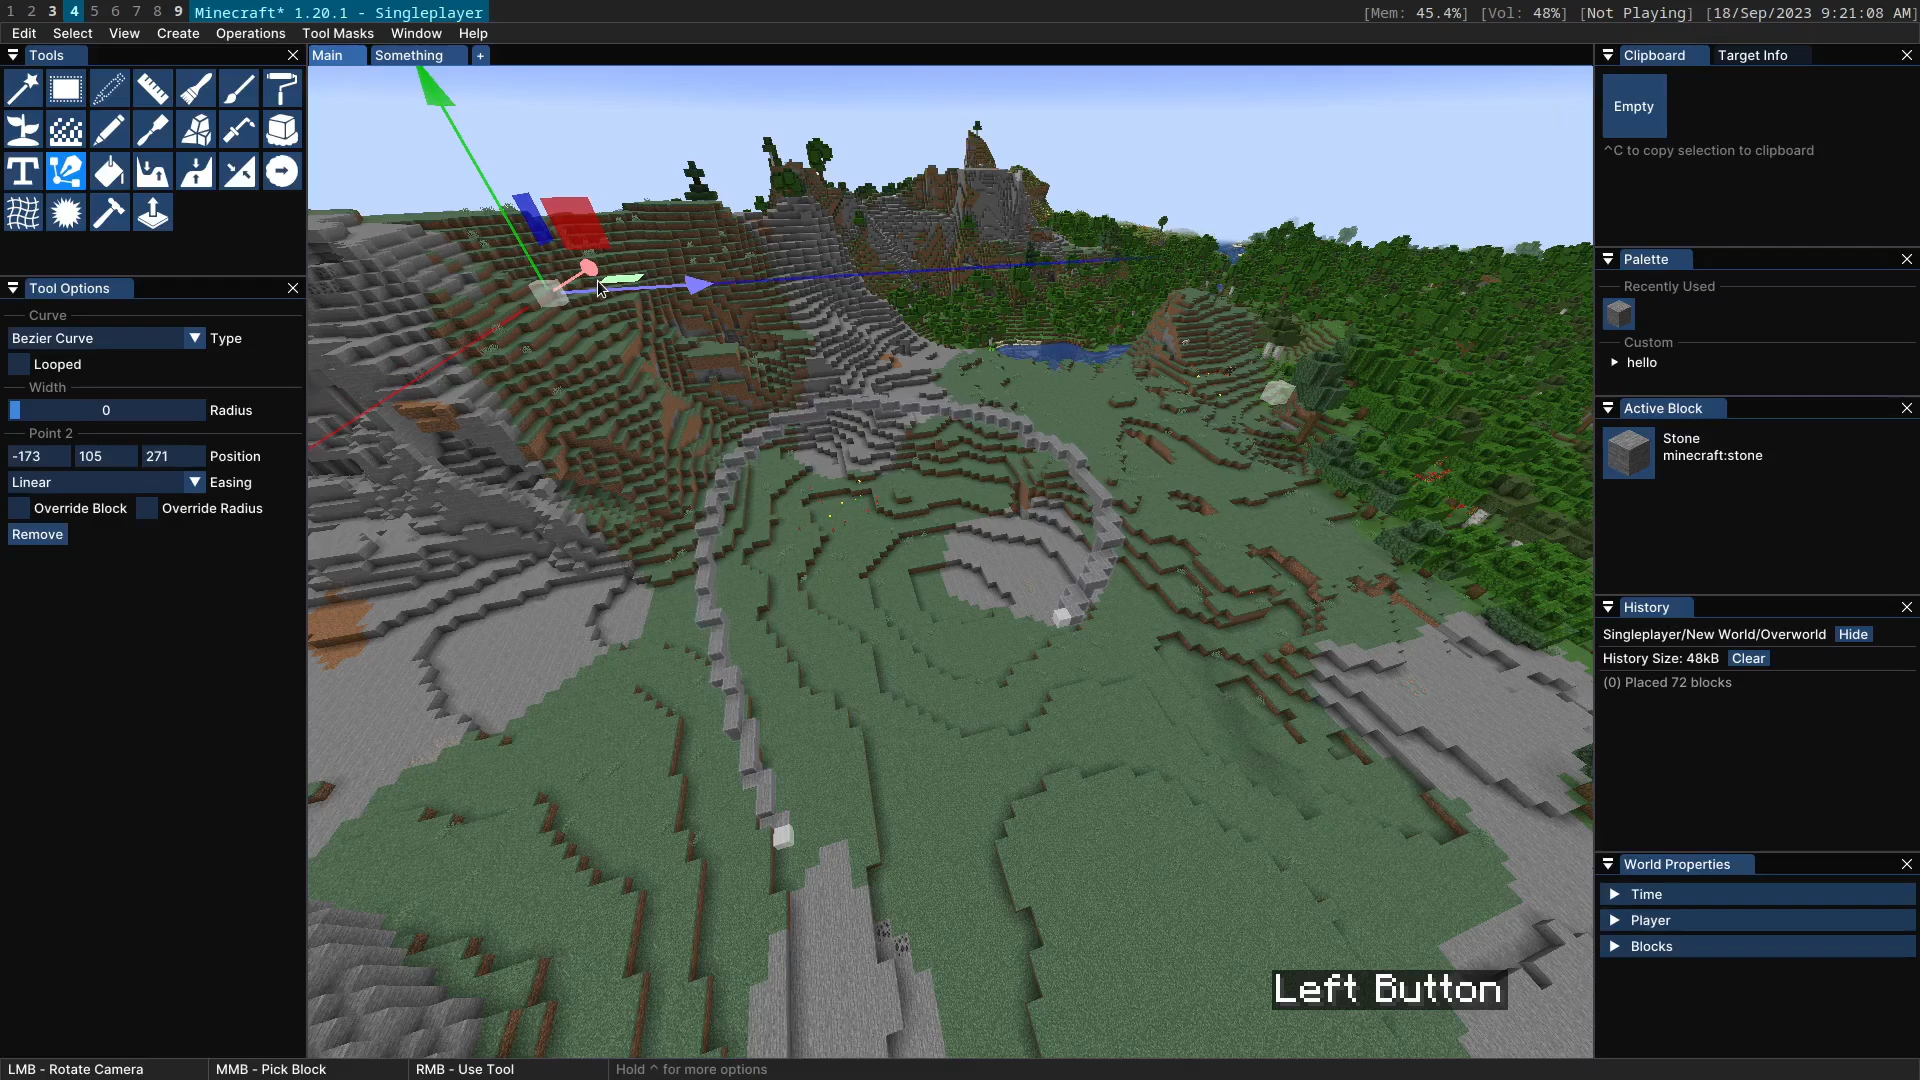 1 2 3 4 5 6 7 8 9 Minecraft* 1.20.1 - Singleplayer [Mem: 45.4%] [Vol: 48%] [Not Playing] [18/Sep/2023 9:21:08 AM]
Edit Select View Create Operations Tool Masks Window Help
Tools
Main Something +
Tool Options
Curve
Bezier Curve Type
Looped
Width
0 Radius
Point 2
-173 105 271 Position
Linear Easing
Override Block Override Radius
Remove
Clipboard Target Info
Empty
^C to copy selection to clipboard
Palette
Recently Used
Custom
hello
Active Block
Stone
minecraft:stone
History
Singleplayer/New World/Overworld Hide
History Size: 48kB Clear
(0) Placed 72 blocks
World Properties
Time
Player
Blocks
Left Button
LMB - Rotate Camera MMB - Pick Block RMB - Use Tool Hold ^ for more options